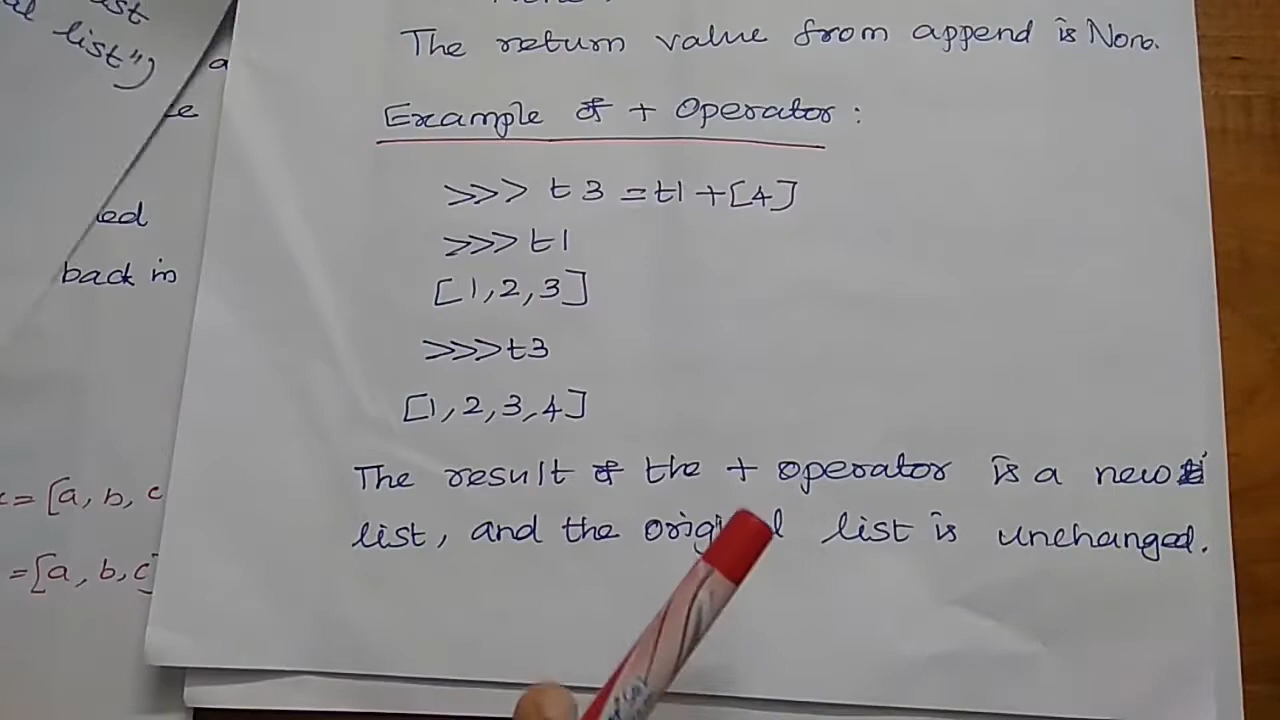 The return value from append is None.
Example of + Operator:
>>> t3 = t1 + [4]
>>> t1
[1, 2, 3]
>>> t3
[1, 2, 3, 4]
The result of the + operator is a new
list, and the original list is unchanged.
list")
ed
back in
= [a, b, c
= [a, b, c]